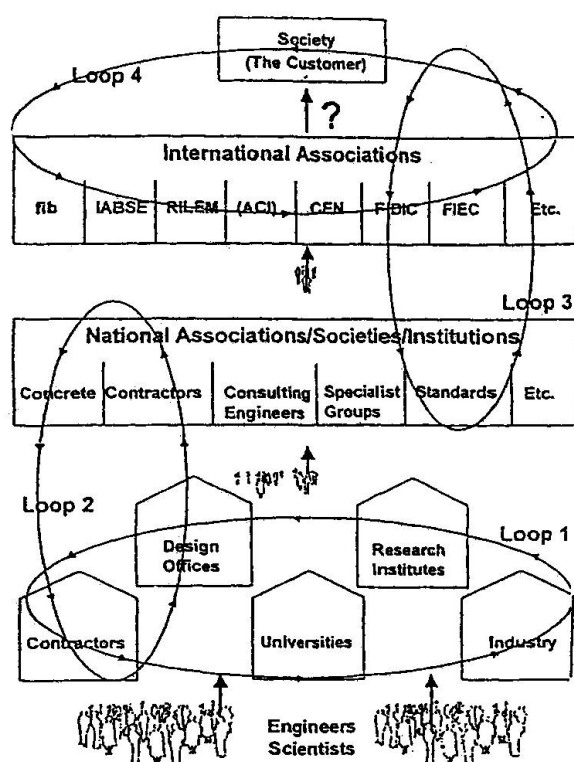 Society
(The Customer)
Loop 4
?
International Associations
fib IABSE RILEM (ACI) CEN FIDIC FIEC Etc.
Loop 3
National Associations/Societies/Institutions
Concrete Contractors Consulting Engineers Specialist Groups Standards Etc.
Loop 2
Loop 1
Design
Offices
Research
Institutes
Contractors Universities Industry
Engineers
Scientists